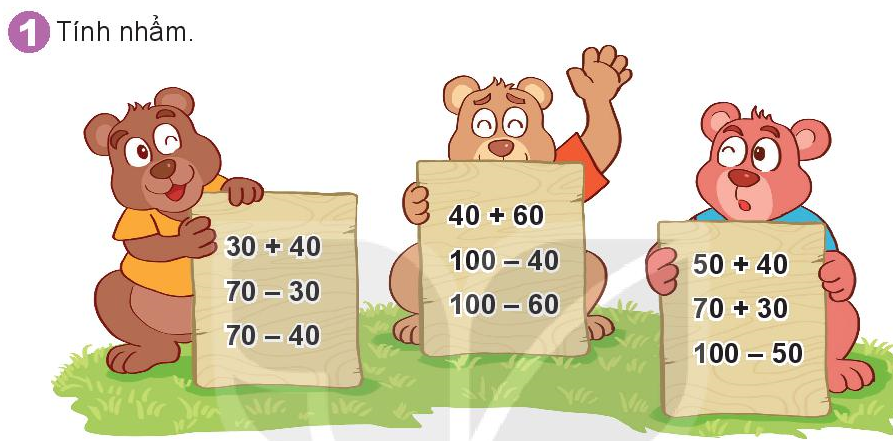 1 Tính nhẩm.
30 + 40
70 – 30
70 – 40
40 + 60
100 – 40
100 – 60
50 + 40
70 + 30
100 – 50